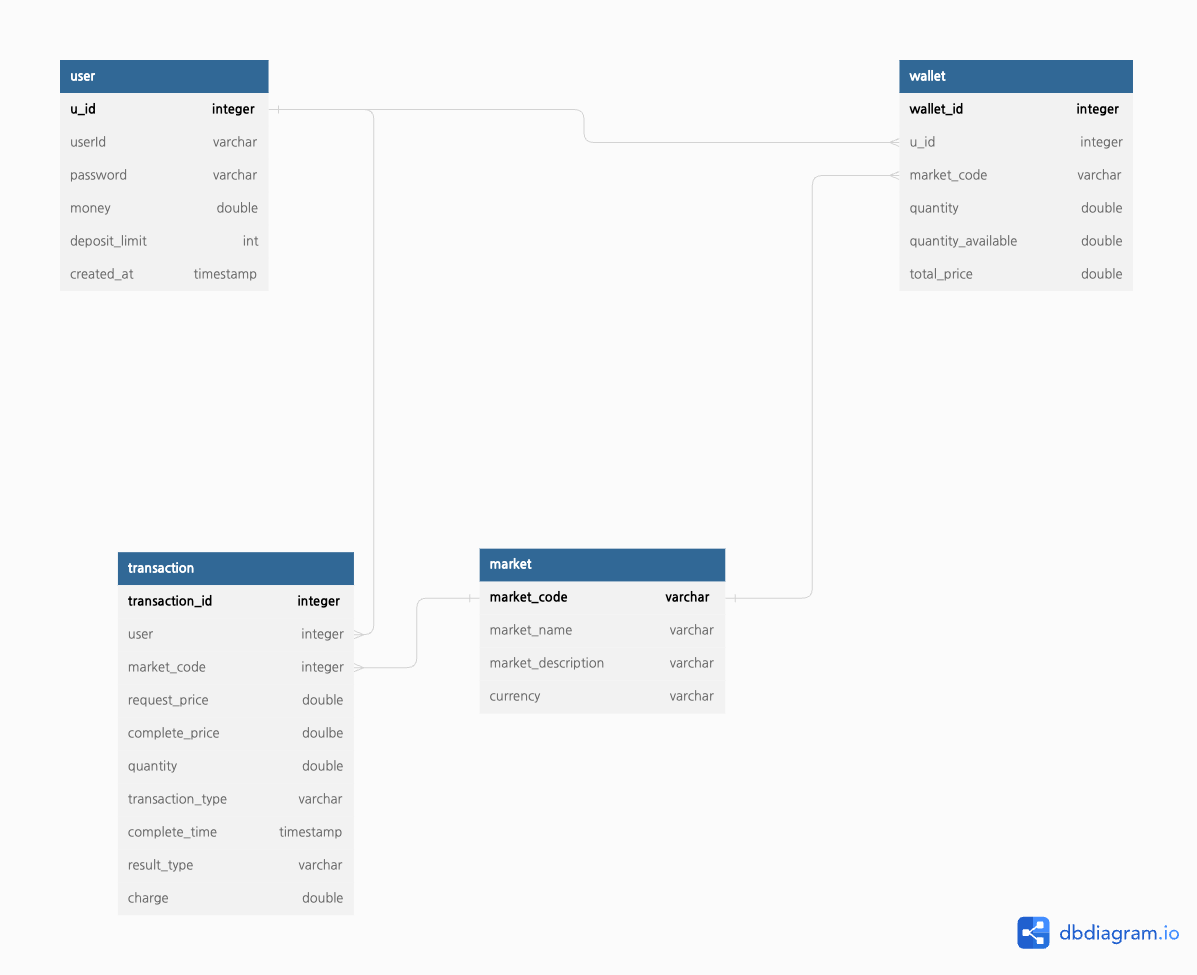 user
u_id integer
userId varchar
password varchar
money double
deposit_limit int
created_at timestamp
wallet
wallet_id integer
u_id integer
market_code varchar
quantity double
quantity_available double
total_price double
transaction
transaction_id integer
user integer
market_code integer
request_price double
complete_price doulbe
quantity double
transaction_type varchar
complete_time timestamp
result_type varchar
charge double
market
market_code varchar
market_name varchar
market_description varchar
currency varchar
dbdiagram.io